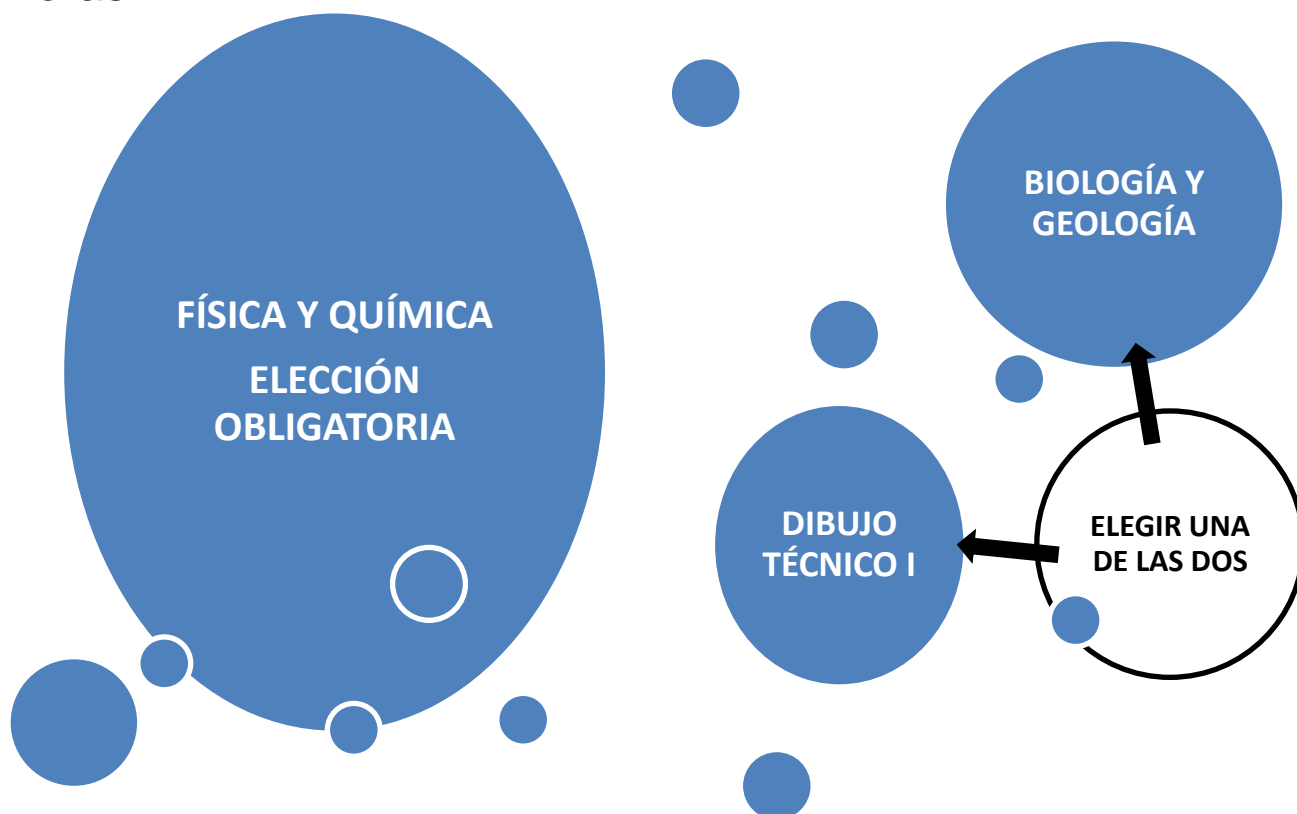 FÍSICA Y QUÍMICA
ELECCIÓN
OBLIGATORIA
BIOLOGÍA Y
GEOLOGÍA
DIBUJO
TÉCNICO I
ELEGIR UNA
DE LAS DOS